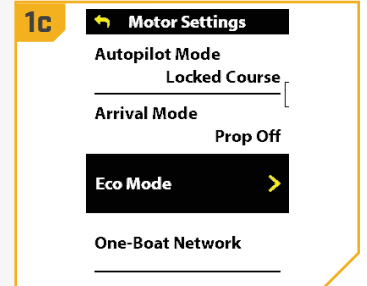 1c
Motor Settings
Autopilot Mode
Locked Course
Arrival Mode
Prop Off
Eco Mode
One-Boat Network